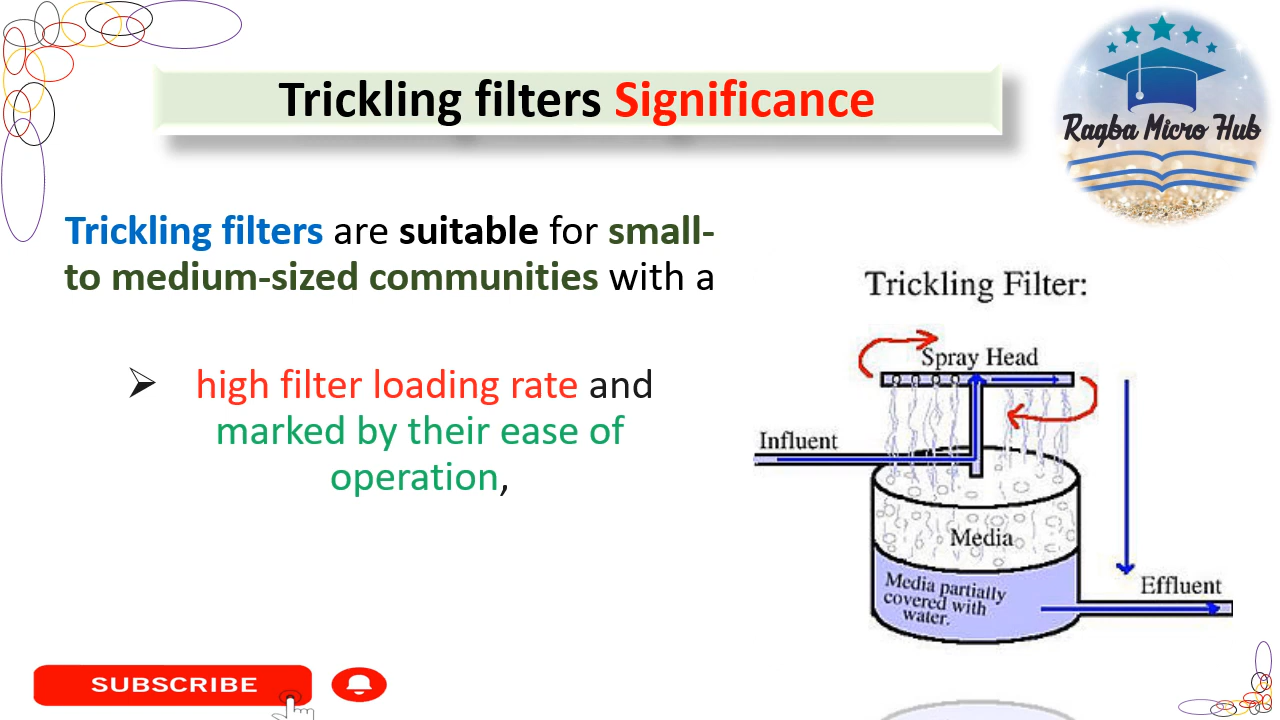 Trickling filters Significance
Raqba Micro Hub
Trickling filters are suitable for small-
to medium-sized communities with a
high filter loading rate and
marked by their ease of
operation,
Trickling Filter:
Spray Head
Influent
Media
Media partially
covered with
water.
Effluent
SUBSCRIBE